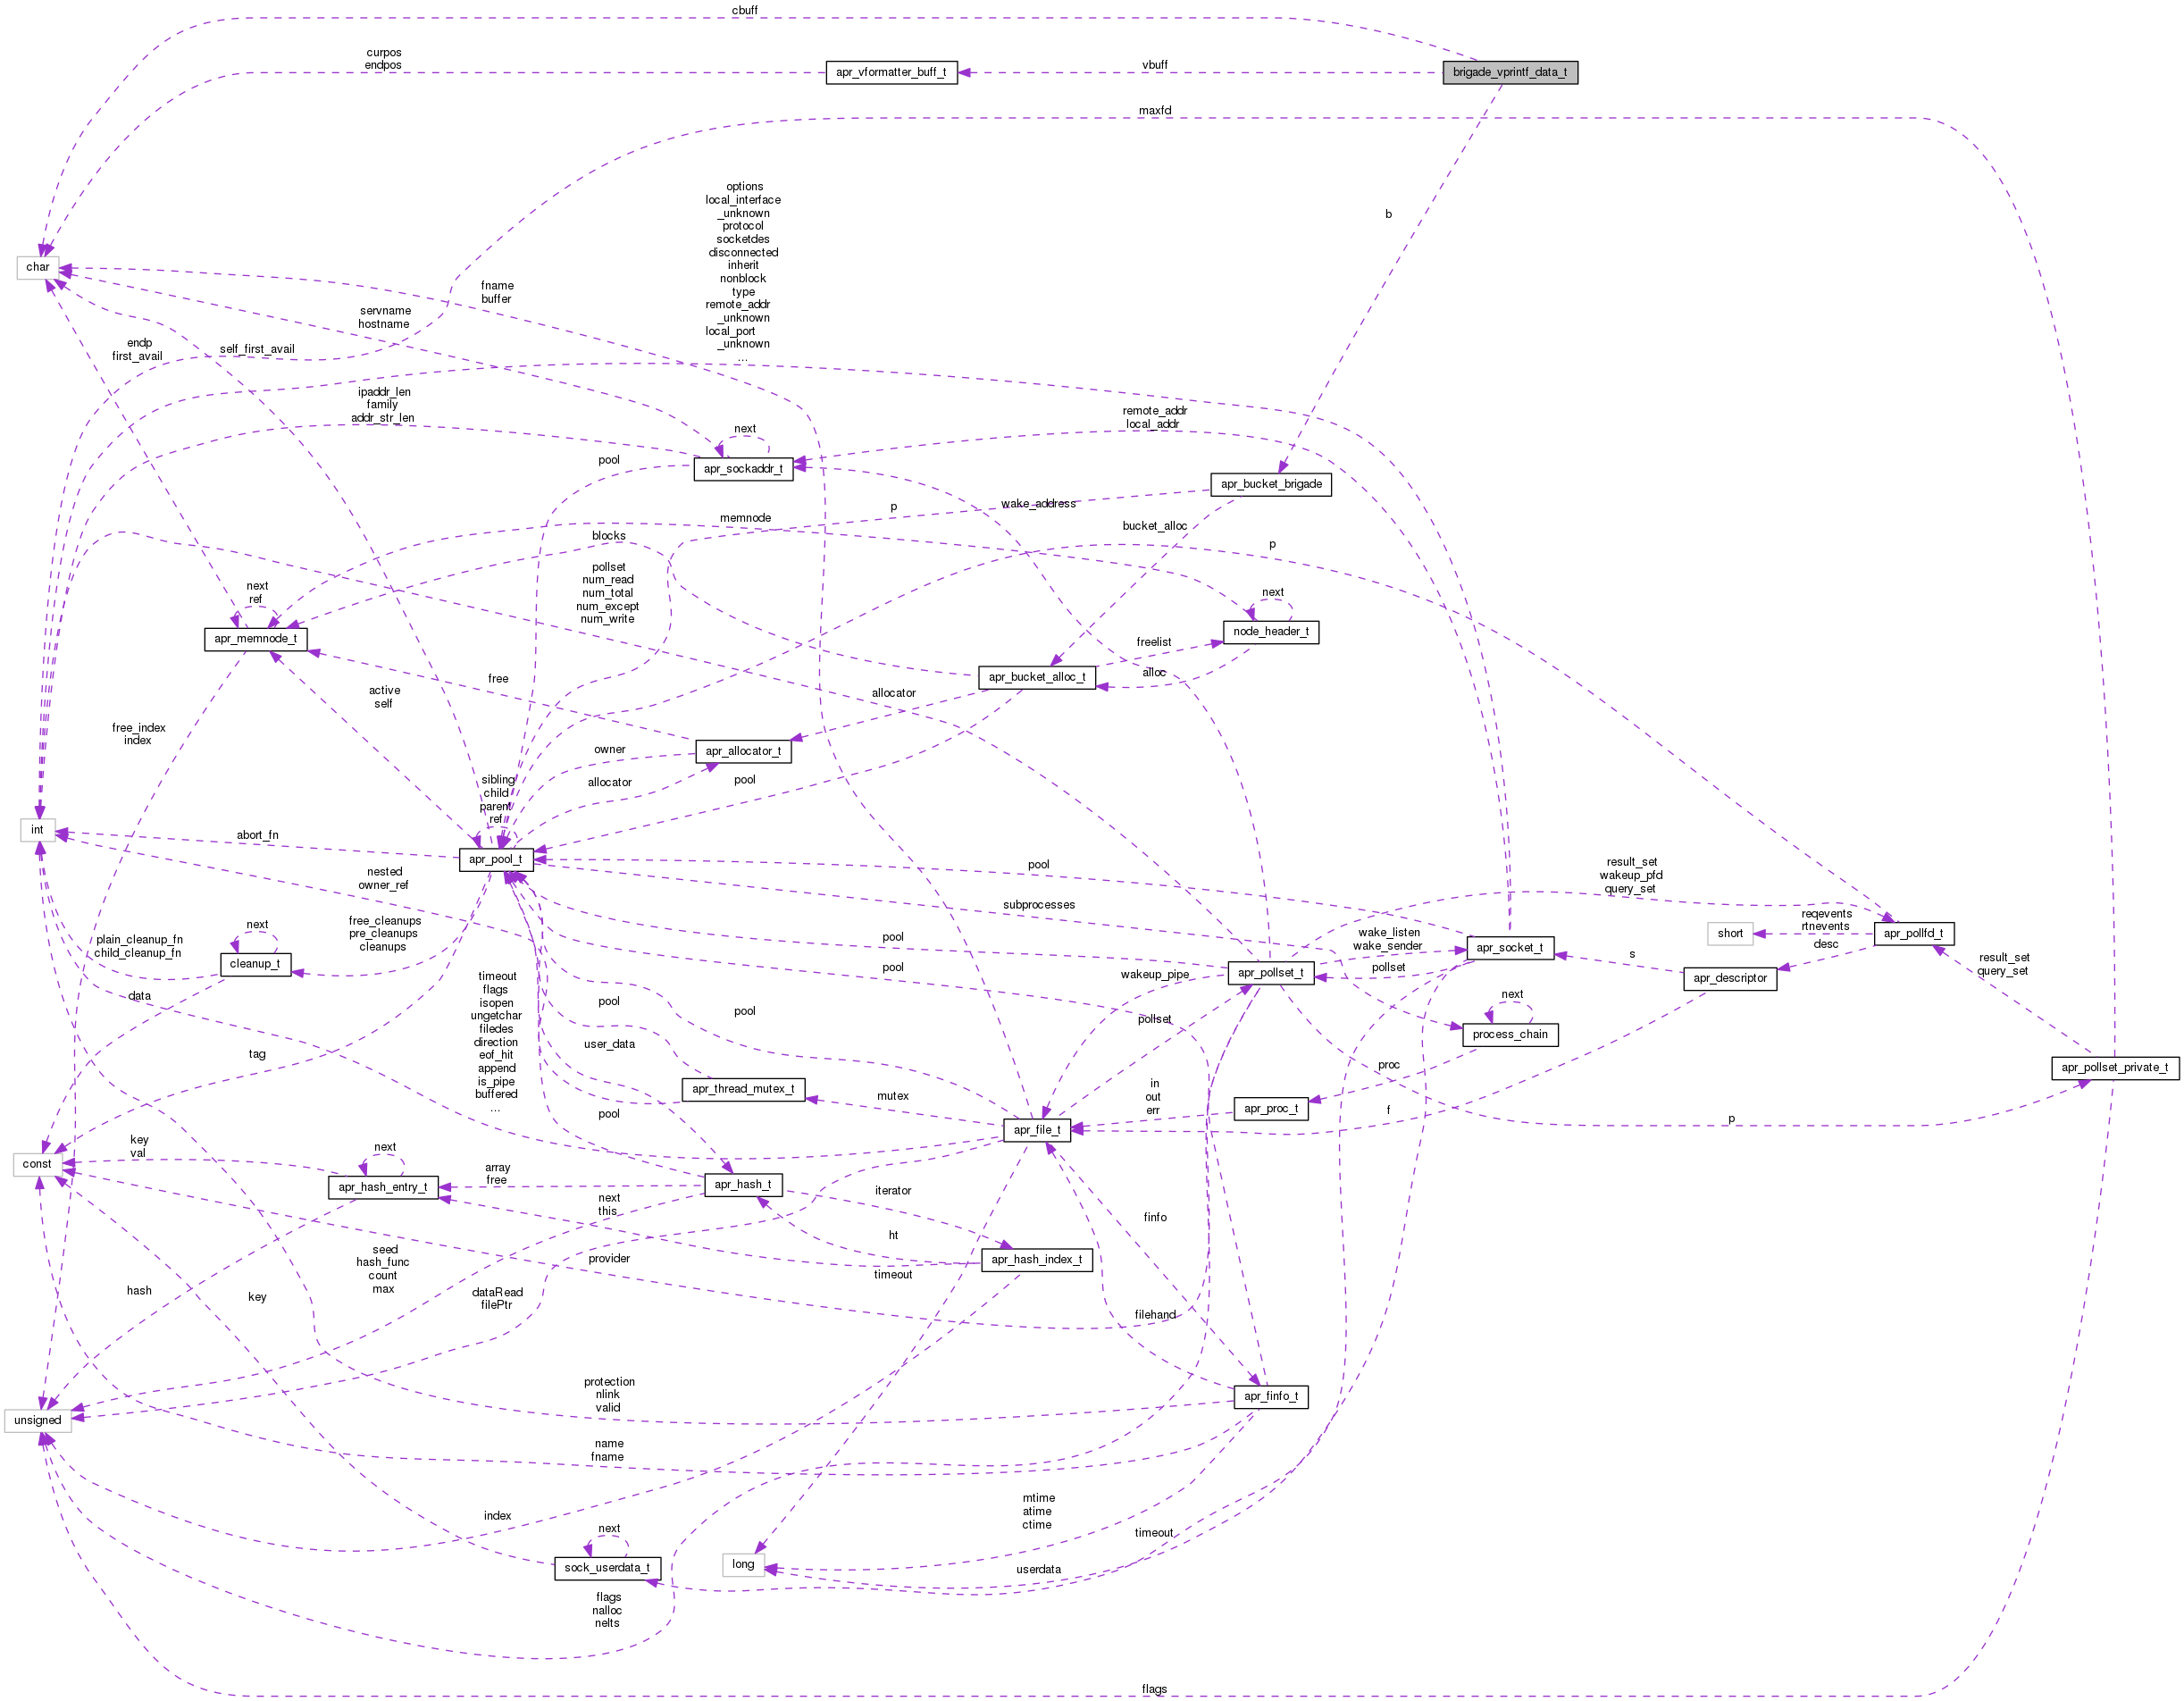 cbuff
curpos
endpos
apr_vformatter_buff_t
vbuff
brigade_vprintf_data_t
maxfd
options
local_interface
_unknown
protocol
socketdes
disconnected
inherit
nonblock
type
remote_addr
_unknown
local_port
_unknown
...
b
char
fname
buffer
servname
hostname
endp
first_avail
self_first_avail
ipaddr_len
family
addr_str_len
remote_addr
local_addr
next
apr_sockaddr_t
pool
apr_bucket_brigade
p
wake_address
memnode
bucket_alloc
blocks
p
pollset
num_read
num_total
num_except
num_write
next
ref
next
apr_memnode_t
node_header_t
freelist
apr_bucket_alloc_t
alloc
free
active
self
allocator
free_index
index
owner
apr_allocator_t
sibling
child
parent
ref
allocator
pool
int
abort_fn
apr_pool_t
pool
result_set
wakeup_pfd
query_set
nested
owner_ref
subprocesses
free_cleanups
pre_cleanups
cleanups
next
reqevents
rtnevents
short
apr_pollfd_t
plain_cleanup_fn
child_cleanup_fn
pool
wake_listen
wake_sender
apr_socket_t
desc
cleanup_t
pool
apr_pollset_t
pollset
s
apr_descriptor
result_set
query_set
wakeup_pipe
timeout
flags
isopen
ungetchar
filedes
direction
eof_hit
append
is_pipe
buffered
...
data
pool
pool
next
pollset
process_chain
user_data
tag
proc
apr_pollset_private_t
apr_thread_mutex_t
mutex
in
out
err
apr_proc_t
f
p
pool
apr_file_t
key
val
next
const
array
free
apr_hash_entry_t
apr_hash_t
iterator
next
this
finfo
ht
seed
hash_func
count
max
provider
apr_hash_index_t
timeout
hash
key
dataRead
filePtr
filehand
protection
nlink
valid
apr_finfo_t
unsigned
name
fname
mtime
atime
ctime
index
next
timeout
sock_userdata_t
long
userdata
flags
nalloc
nelts
flags